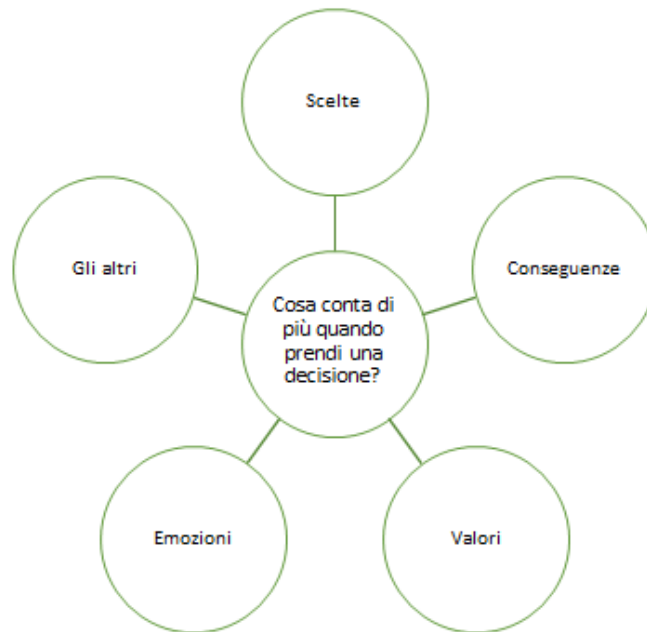 Scelte
Gli altri
Conseguenze
Cosa conta di
più quando
prendi una
decisione?
Emozioni
Valori